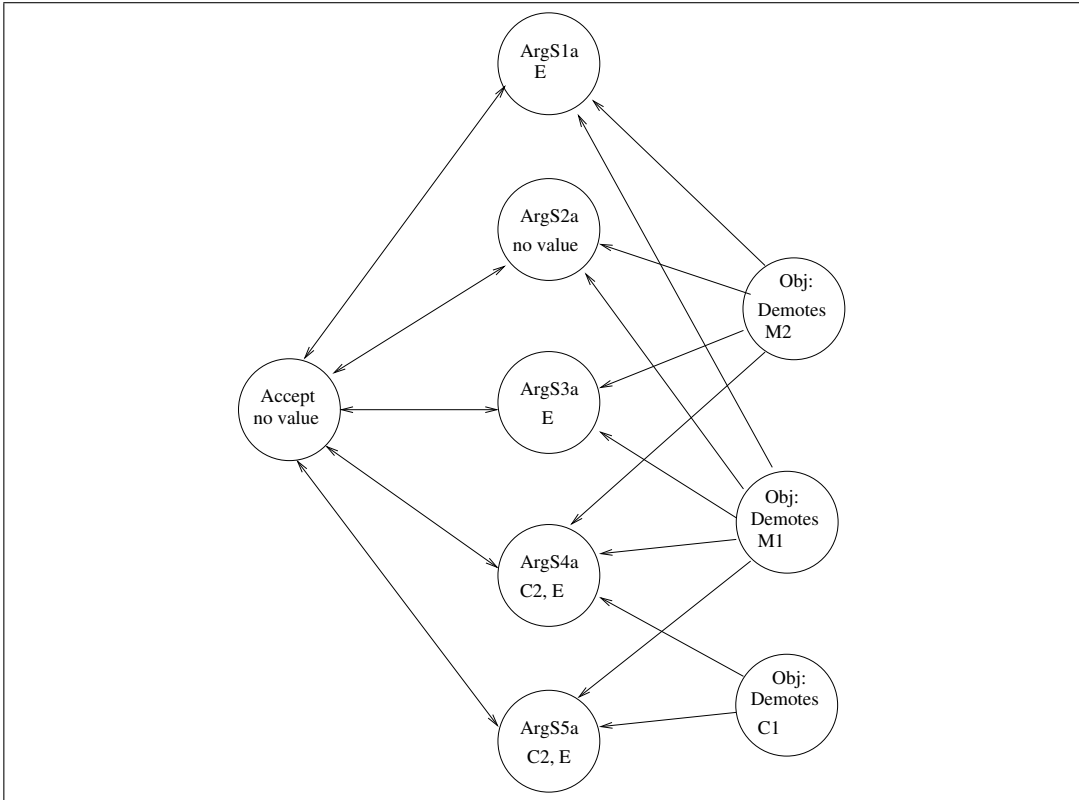 ArgS1a
E
ArgS2a
no value
Obj:
Demotes
M2
ArgS3a
E
Accept
no value
Obj:
Demotes
M1
ArgS4a
C2, E
Obj:
Demotes
C1
ArgS5a
C2, E